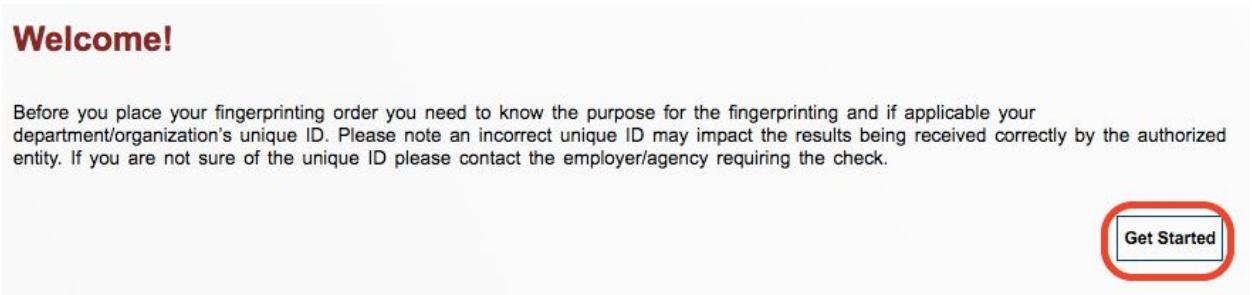 Welcome!
Before you place your fingerprinting order you need to know the purpose for the fingerprinting and if applicable your
department/organization's unique ID. Please note an incorrect unique ID may impact the results being received correctly by the authorized
entity. If you are not sure of the unique ID please contact the employer/agency requiring the check.
Get Started